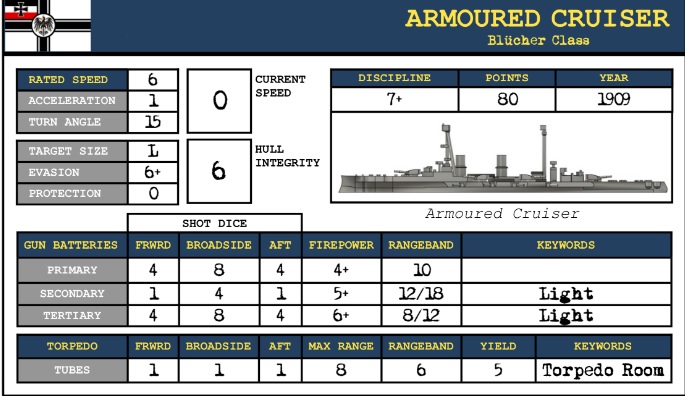 ARMOURED CRUISER
Blücher Class
RATED SPEED 6
ACCELERATION 1
TURN ANGLE 15
0 CURRENT SPEED
DISCIPLINE POINTS YEAR
7+ 80 1909
TARGET SIZE L
EVASION 6+
PROTECTION 0
6 HULL INTEGRITY
Armoured Cruiser
SHOT DICE
GUN BATTERIES FRWRD BROADSIDE AFT FIREPOWER RANGEBAND KEYWORDS
PRIMARY 4 8 4 4+ 10
SECONDARY 1 4 1 5+ 12/18 Light
TERTIARY 4 8 4 6+ 8/12 Light
TORPEDO FRWRD BROADSIDE AFT MAX RANGE RANGEBAND YIELD KEYWORDS
TUBES 1 1 1 8 6 5 Torpedo Room